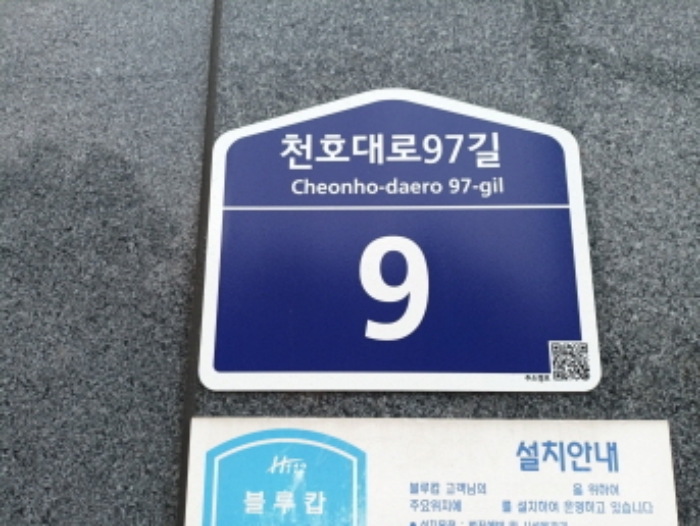 천호대로97길
Cheonho-daero 97-gil
9
설치안내
블루캅
블루캅 고객님의 을 위하여
주요위치에 를 설치하여 운영하고 있습니다